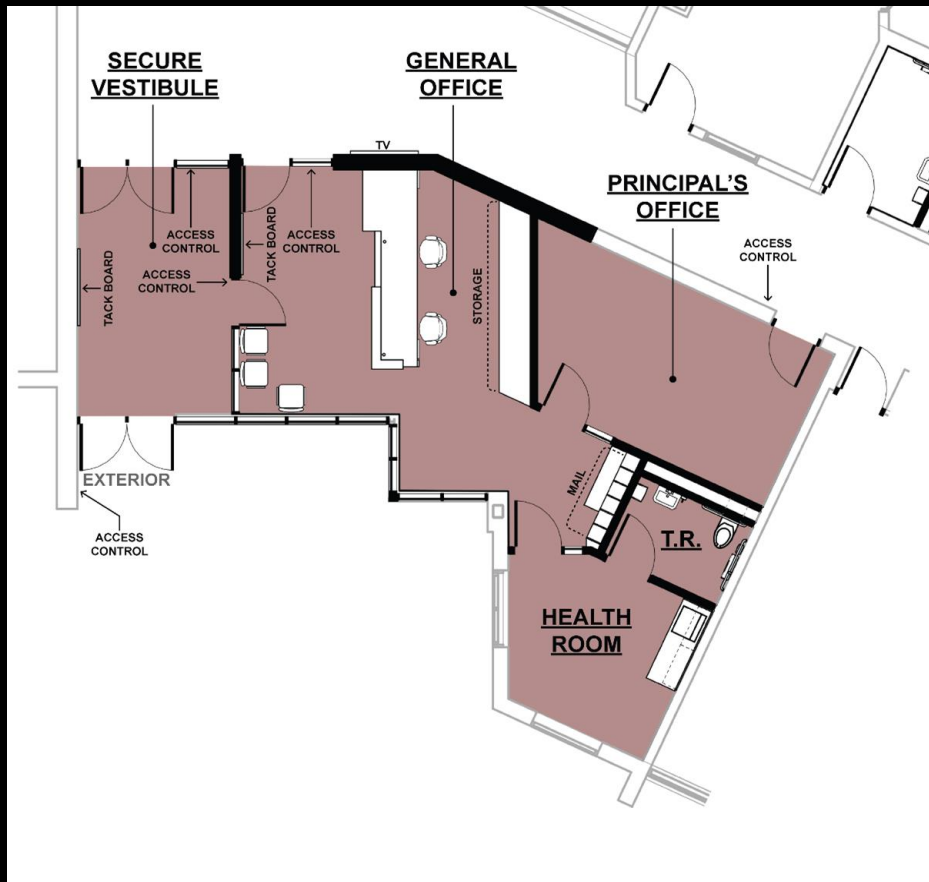 SECURE
VESTIBULE
GENERAL
OFFICE
TV
PRINCIPAL'S
OFFICE
ACCESS
CONTROL
TACK BOARD
ACCESS
CONTROL
ACCESS
CONTROL
TACK BOARD
ACCESS
CONTROL
STORAGE
EXTERIOR
ACCESS
CONTROL
MAIL
T.R.
HEALTH
ROOM